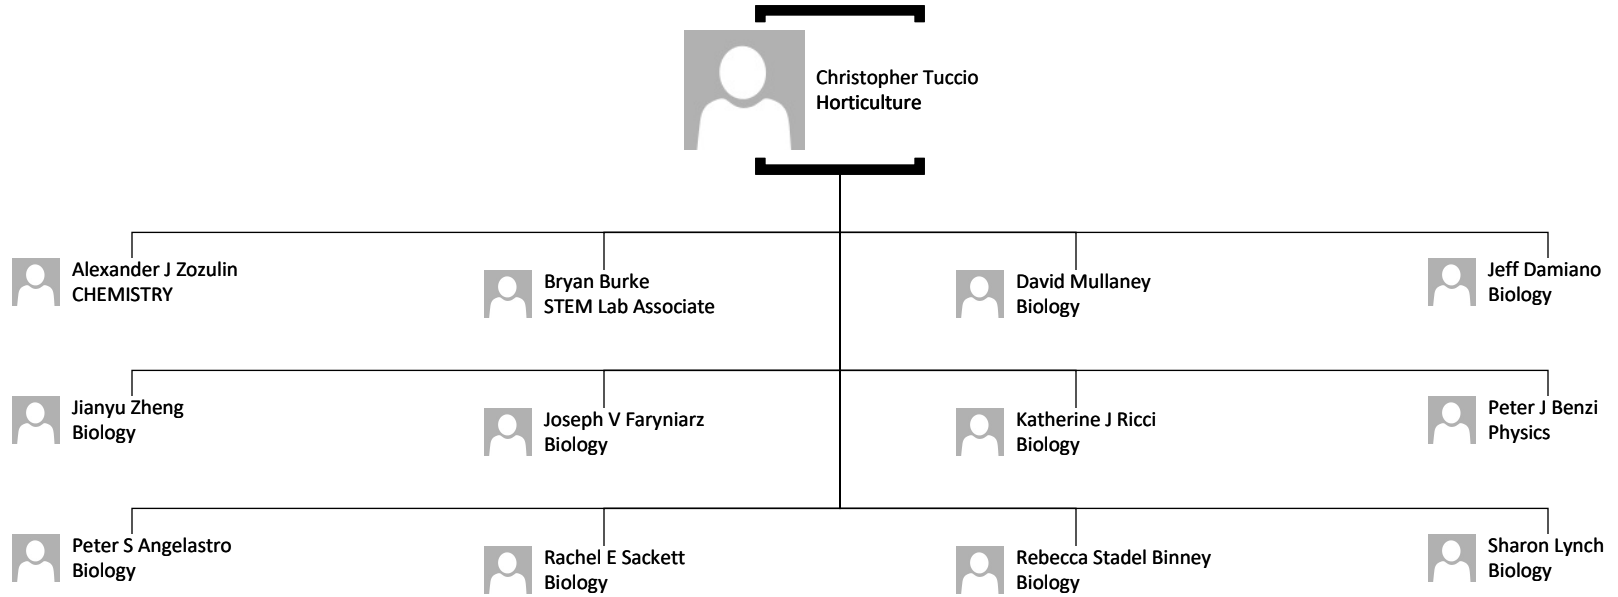 Christopher Tuccio
Horticulture
Alexander J Zozulin
CHEMISTRY
Bryan Burke
STEM Lab Associate
David Mullaney
Biology
Jeff Damiano
Biology
Jianyu Zheng
Biology
Joseph V Faryniarz
Biology
Katherine J Ricci
Biology
Peter J Benzi
Physics
Peter S Angelastro
Biology
Rachel E Sackett
Biology
Rebecca Stadel Binney
Biology
Sharon Lynch
Biology